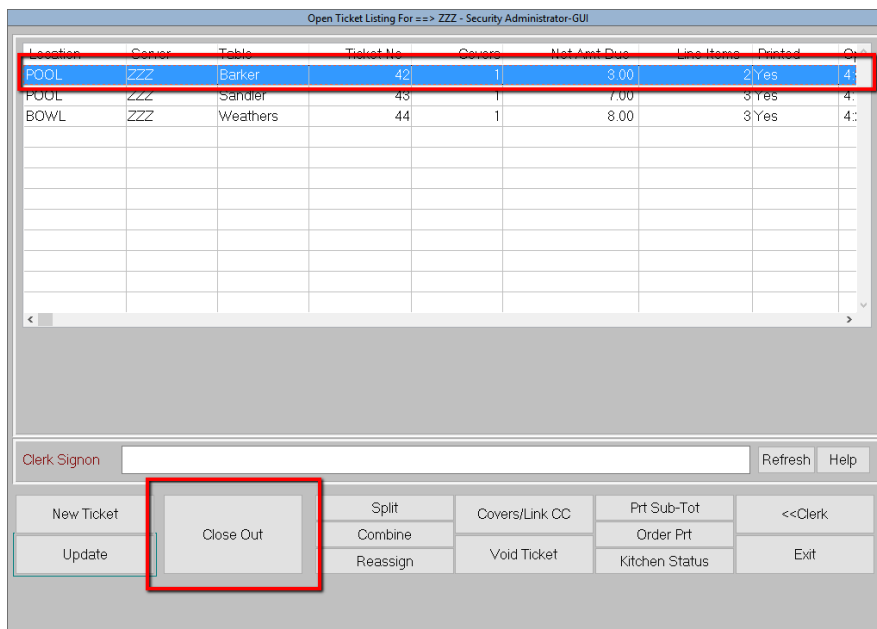 Open Ticket Listing For ==> ZZZ - Security Administrator-GUI
Location Server Table Ticket No Covers Net Amt Due Line Items Printed
POOL ZZZ Barker 42 1 3.00 2 Yes 4:
POOL ZZZ Sandler 43 1 7.00 3 Yes 4:
BOWL ZZZ Weathers 44 1 8.00 3 Yes 4:
Clerk Signon Refresh Help
New Ticket Close Out Split Covers/Link CC Prt Sub-Tot <<Clerk
Combine Order Prt
Update Void Ticket Exit
Reassign Kitchen Status